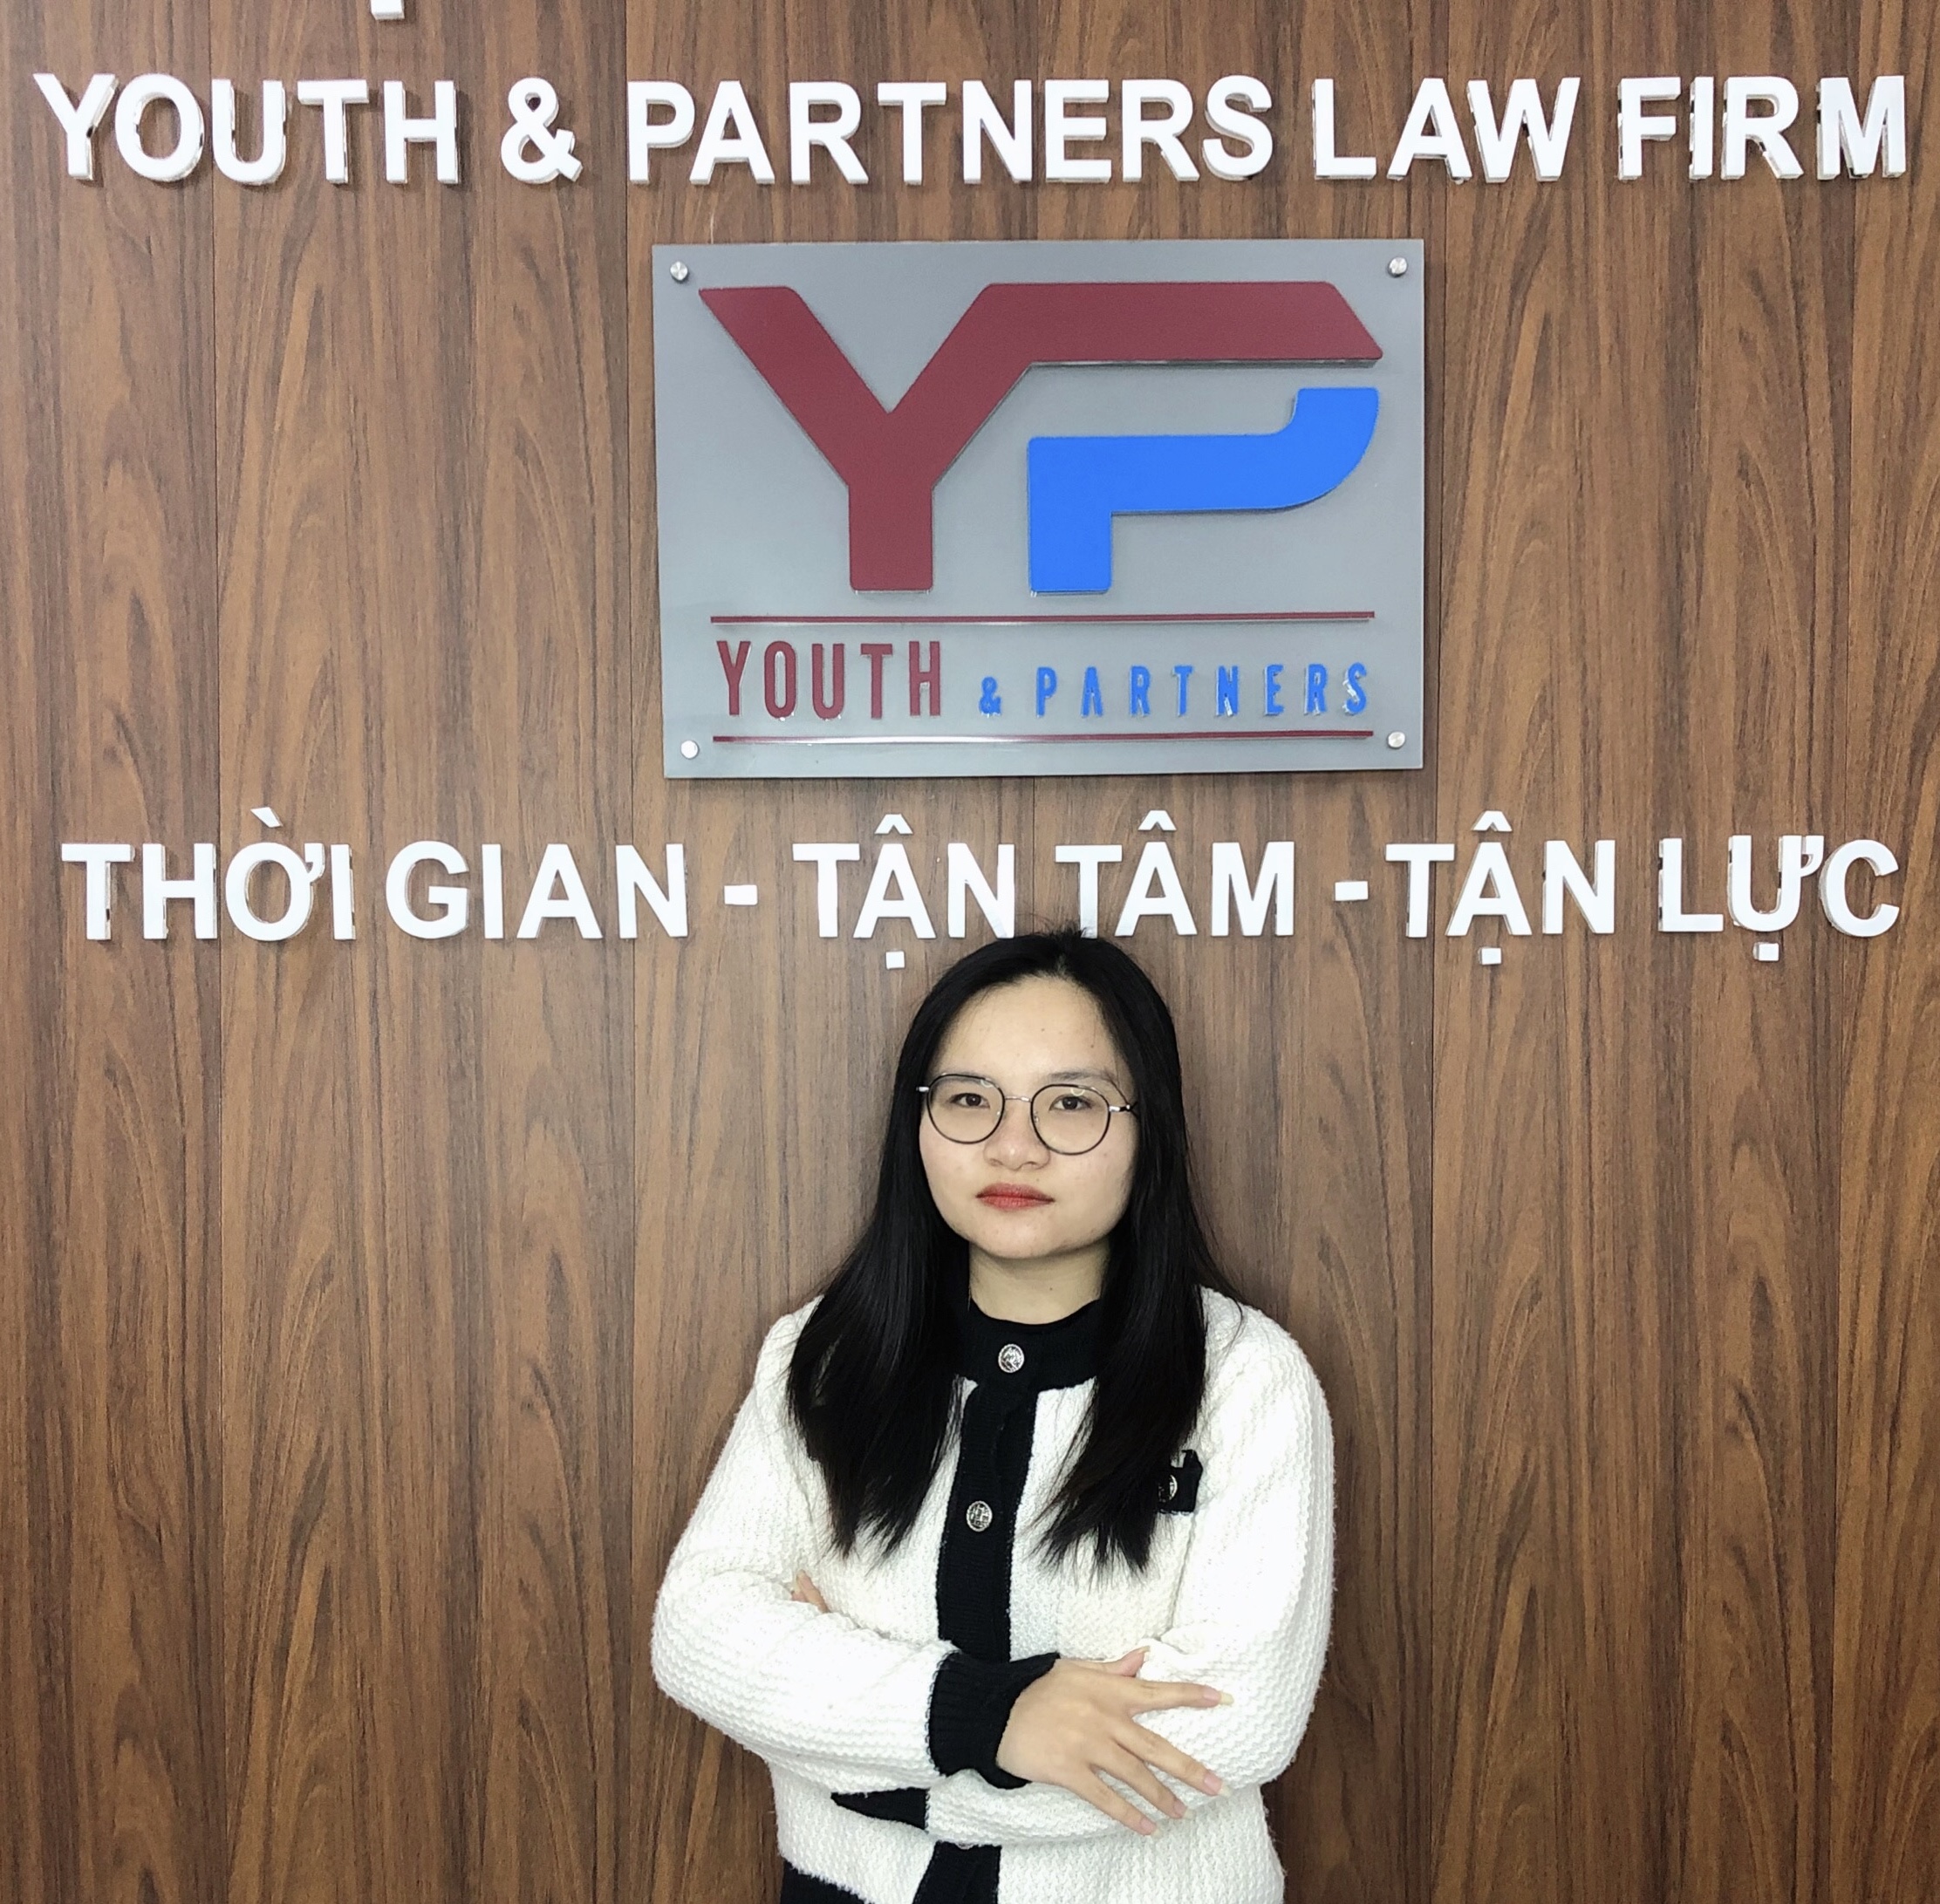 YOUTH & PARTNERS LAW FIRM
YP
YOUTH & PARTNERS
THỜI GIAN - TẬN TÂM - TẬN LỰC